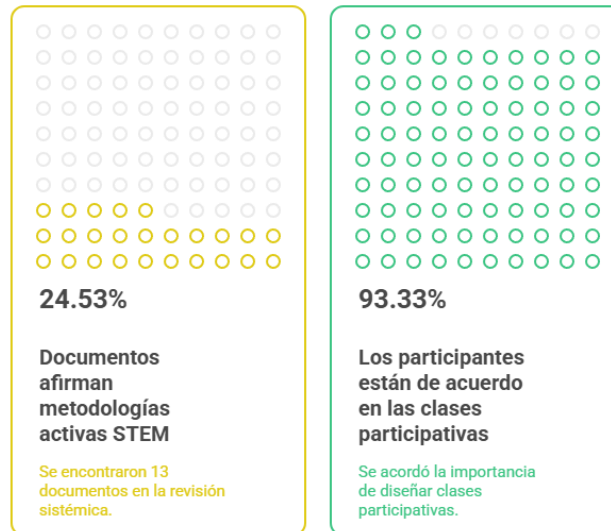 24.53%
Documentos
afirman
metodologías
activas STEM
Se encontraron 13
documentos en la revisión
sistémica.
93.33%
Los participantes
están de acuerdo
en las clases
participativas
Se acordó la importancia
de diseñar clases
participativas.